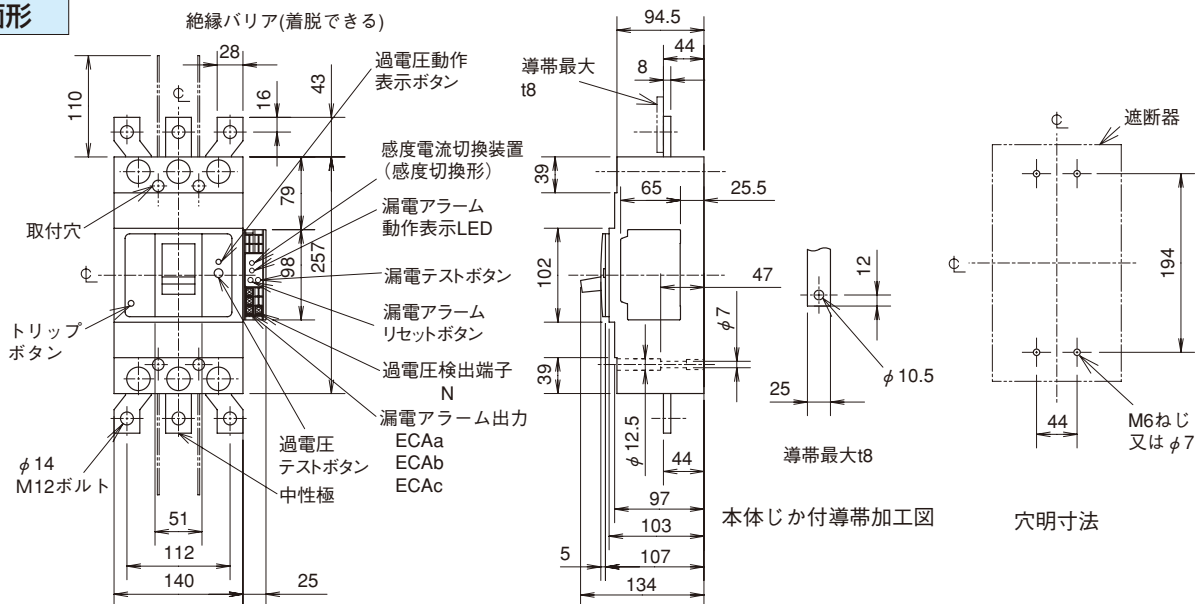 面形
絶縁バリア(着脱できる)
28
過電圧動作
表示ボタン
110
16
43
感度電流切換装置
(感度切換形)
79
漏電アラーム
動作表示LED
取付穴
98
257
漏電テストボタン
漏電アラーム
リセットボタン
トリップ
ボタン
過電圧検出端子
N
漏電アラーム出力
ECAa
ECAb
ECAc
過電圧
テストボタン
中性極
φ14
M12ボルト
51
112
140
25
94.5
44
8
導帯最大
t8
39
65
25.5
102
47
φ7
39
φ12.5
44
97
103
5
107
134
12
φ10.5
25
導帯最大t8
本体じか付導帯加工図
遮断器
194
44
M6ねじ
又はφ7
穴明寸法